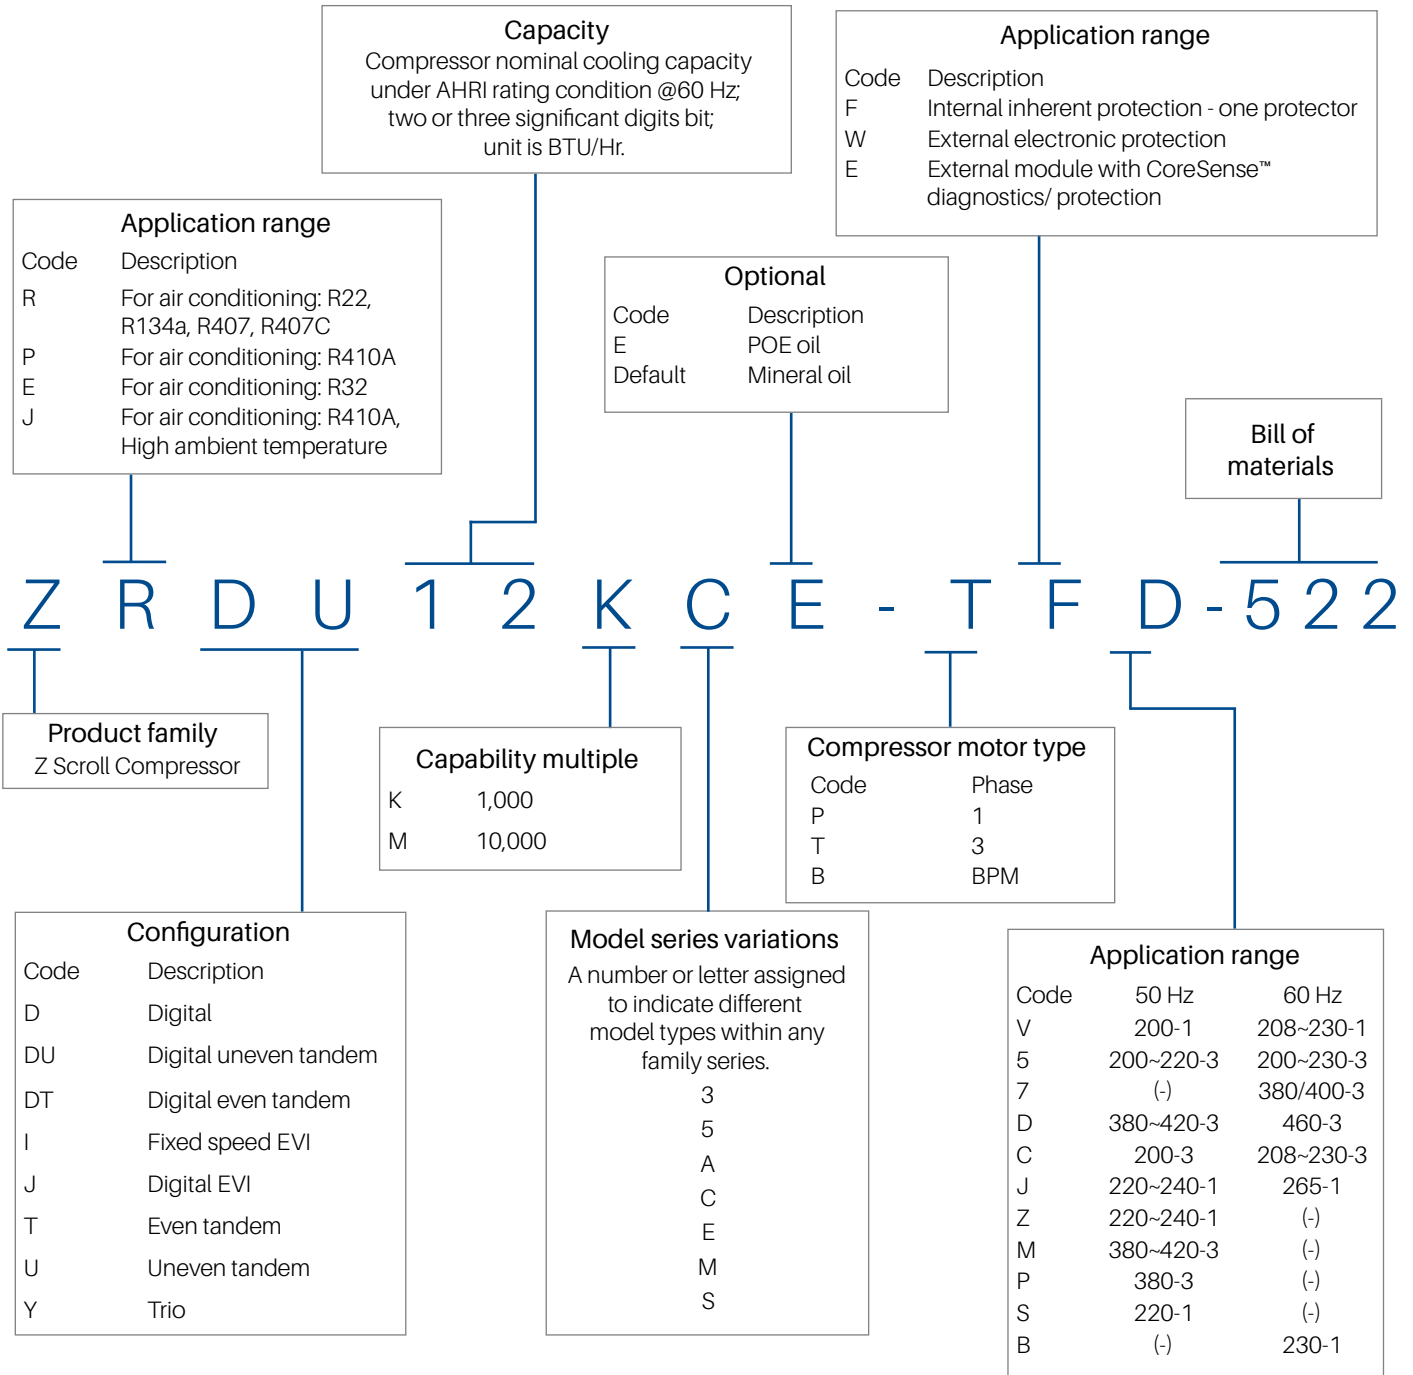 Capacity
Compressor nominal cooling capacity
under AHRI rating condition @60 Hz;
two or three significant digits bit;
unit is BTU/Hr.
Application range
Code Description
F Internal inherent protection - one protector
W External electronic protection
E External module with CoreSense™
diagnostics/ protection
Application range
Code Description
R For air conditioning: R22,
R134a, R407, R407C
P For air conditioning: R410A
E For air conditioning: R32
J For air conditioning: R410A,
High ambient temperature
Optional
Code Description
E POE oil
Default Mineral oil
Bill of
materials
Z R D U 1 2 K C E - T F D - 5 2 2
Product family
Z Scroll Compressor
Capability multiple
K 1,000
M 10,000
Compressor motor type
Code Phase
P 1
T 3
B BPM
Configuration
Code Description
D Digital
DU Digital uneven tandem
DT Digital even tandem
I Fixed speed EVI
J Digital EVI
T Even tandem
U Uneven tandem
Y Trio
Model series variations
A number or letter assigned
to indicate different
model types within any
family series.
3
5
A
C
E
M
S
Application range
Code 50 Hz 60 Hz
V 200-1 208~230-1
5 200~220-3 200~230-3
7 (-) 380/400-3
D 380~420-3 460-3
C 200-3 208~230-3
J 220~240-1 265-1
Z 220~240-1 (-)
M 380~420-3 (-)
P 380-3 (-)
S 220-1 (-)
B (-) 230-1